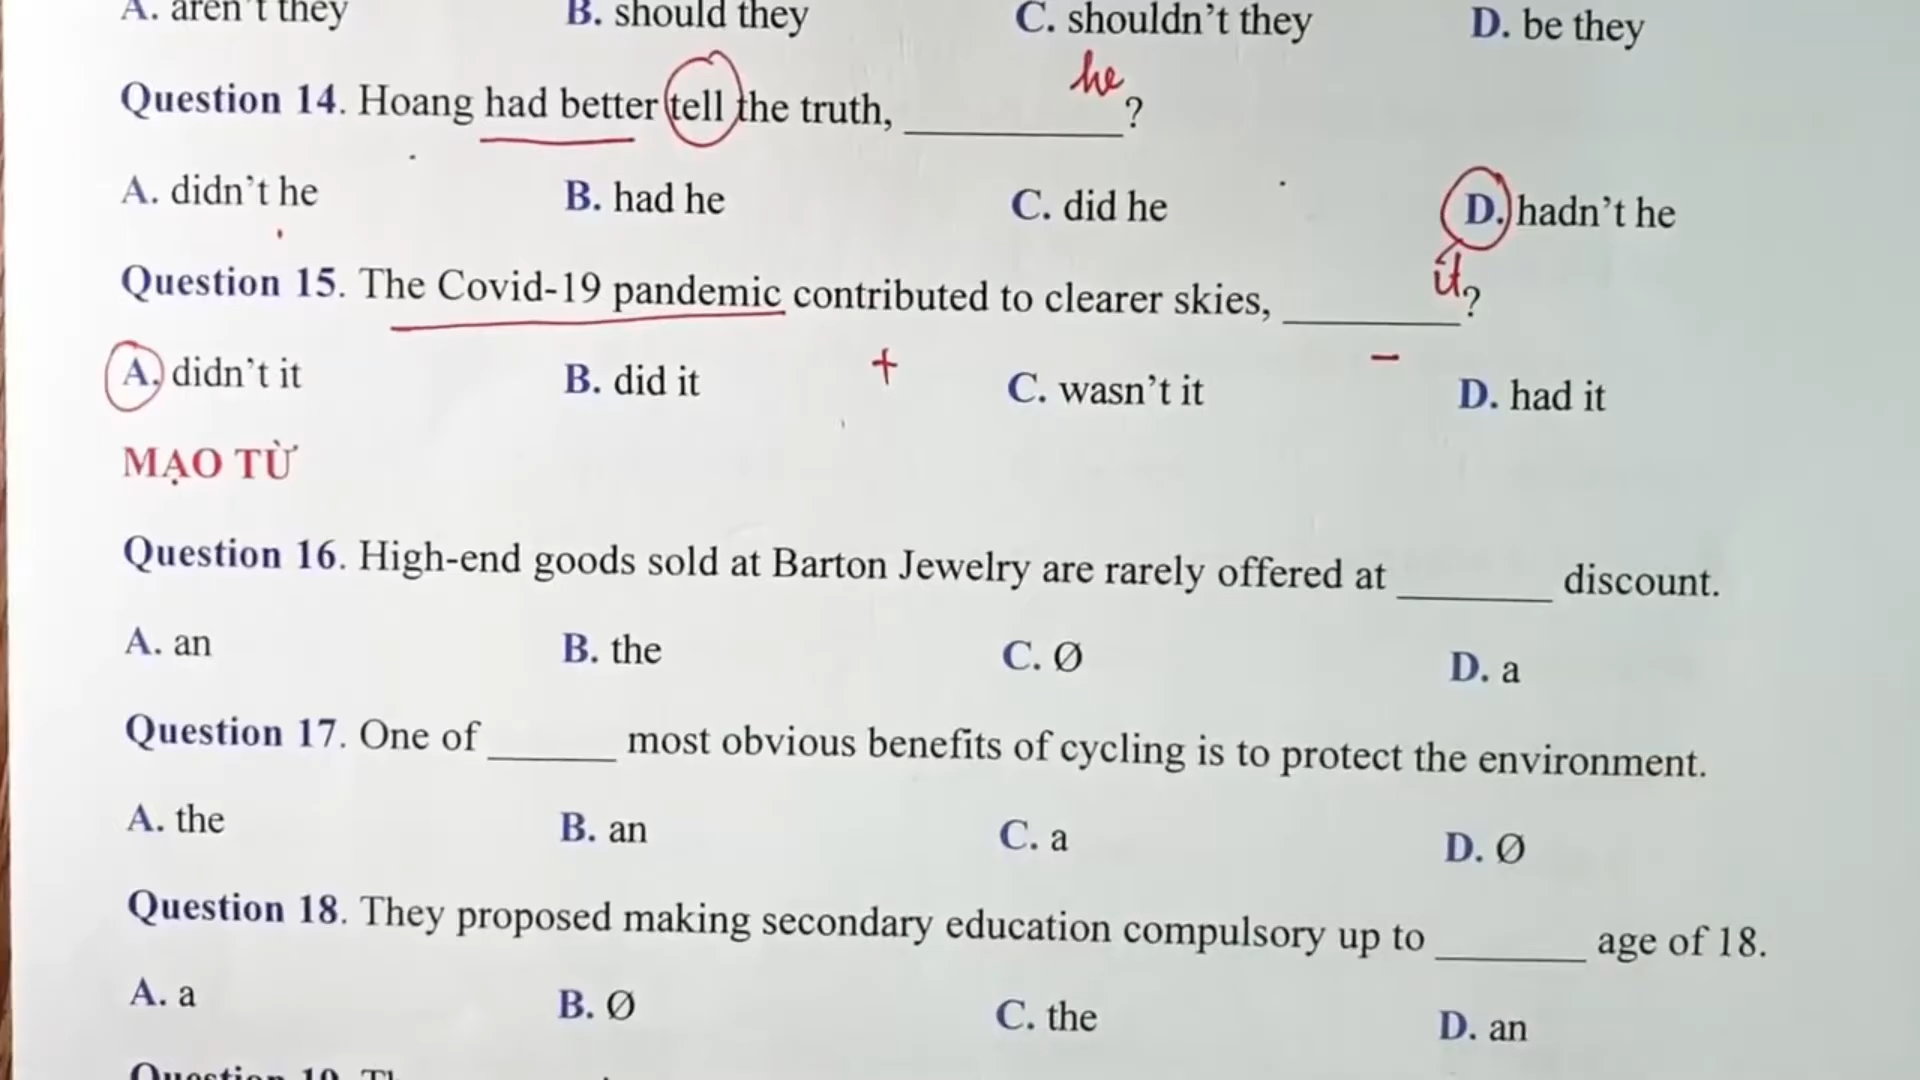 A. aren't they B. should they C. shouldn't they D. be they
he
Question 14. Hoang had better tell the truth, __________?
A. didn't he B. had he C. did he D. hadn't he
it
Question 15. The Covid-19 pandemic contributed to clearer skies, ________?
+ −
A. didn't it B. did it C. wasn't it D. had it
MẠO TỪ
Question 16. High-end goods sold at Barton Jewelry are rarely offered at _______ discount.
A. an B. the C. Ø D. a
Question 17. One of ______ most obvious benefits of cycling is to protect the environment.
A. the B. an C. a D. Ø
Question 18. They proposed making secondary education compulsory up to _______ age of 18.
A. a B. Ø C. the D. an
Question 19.